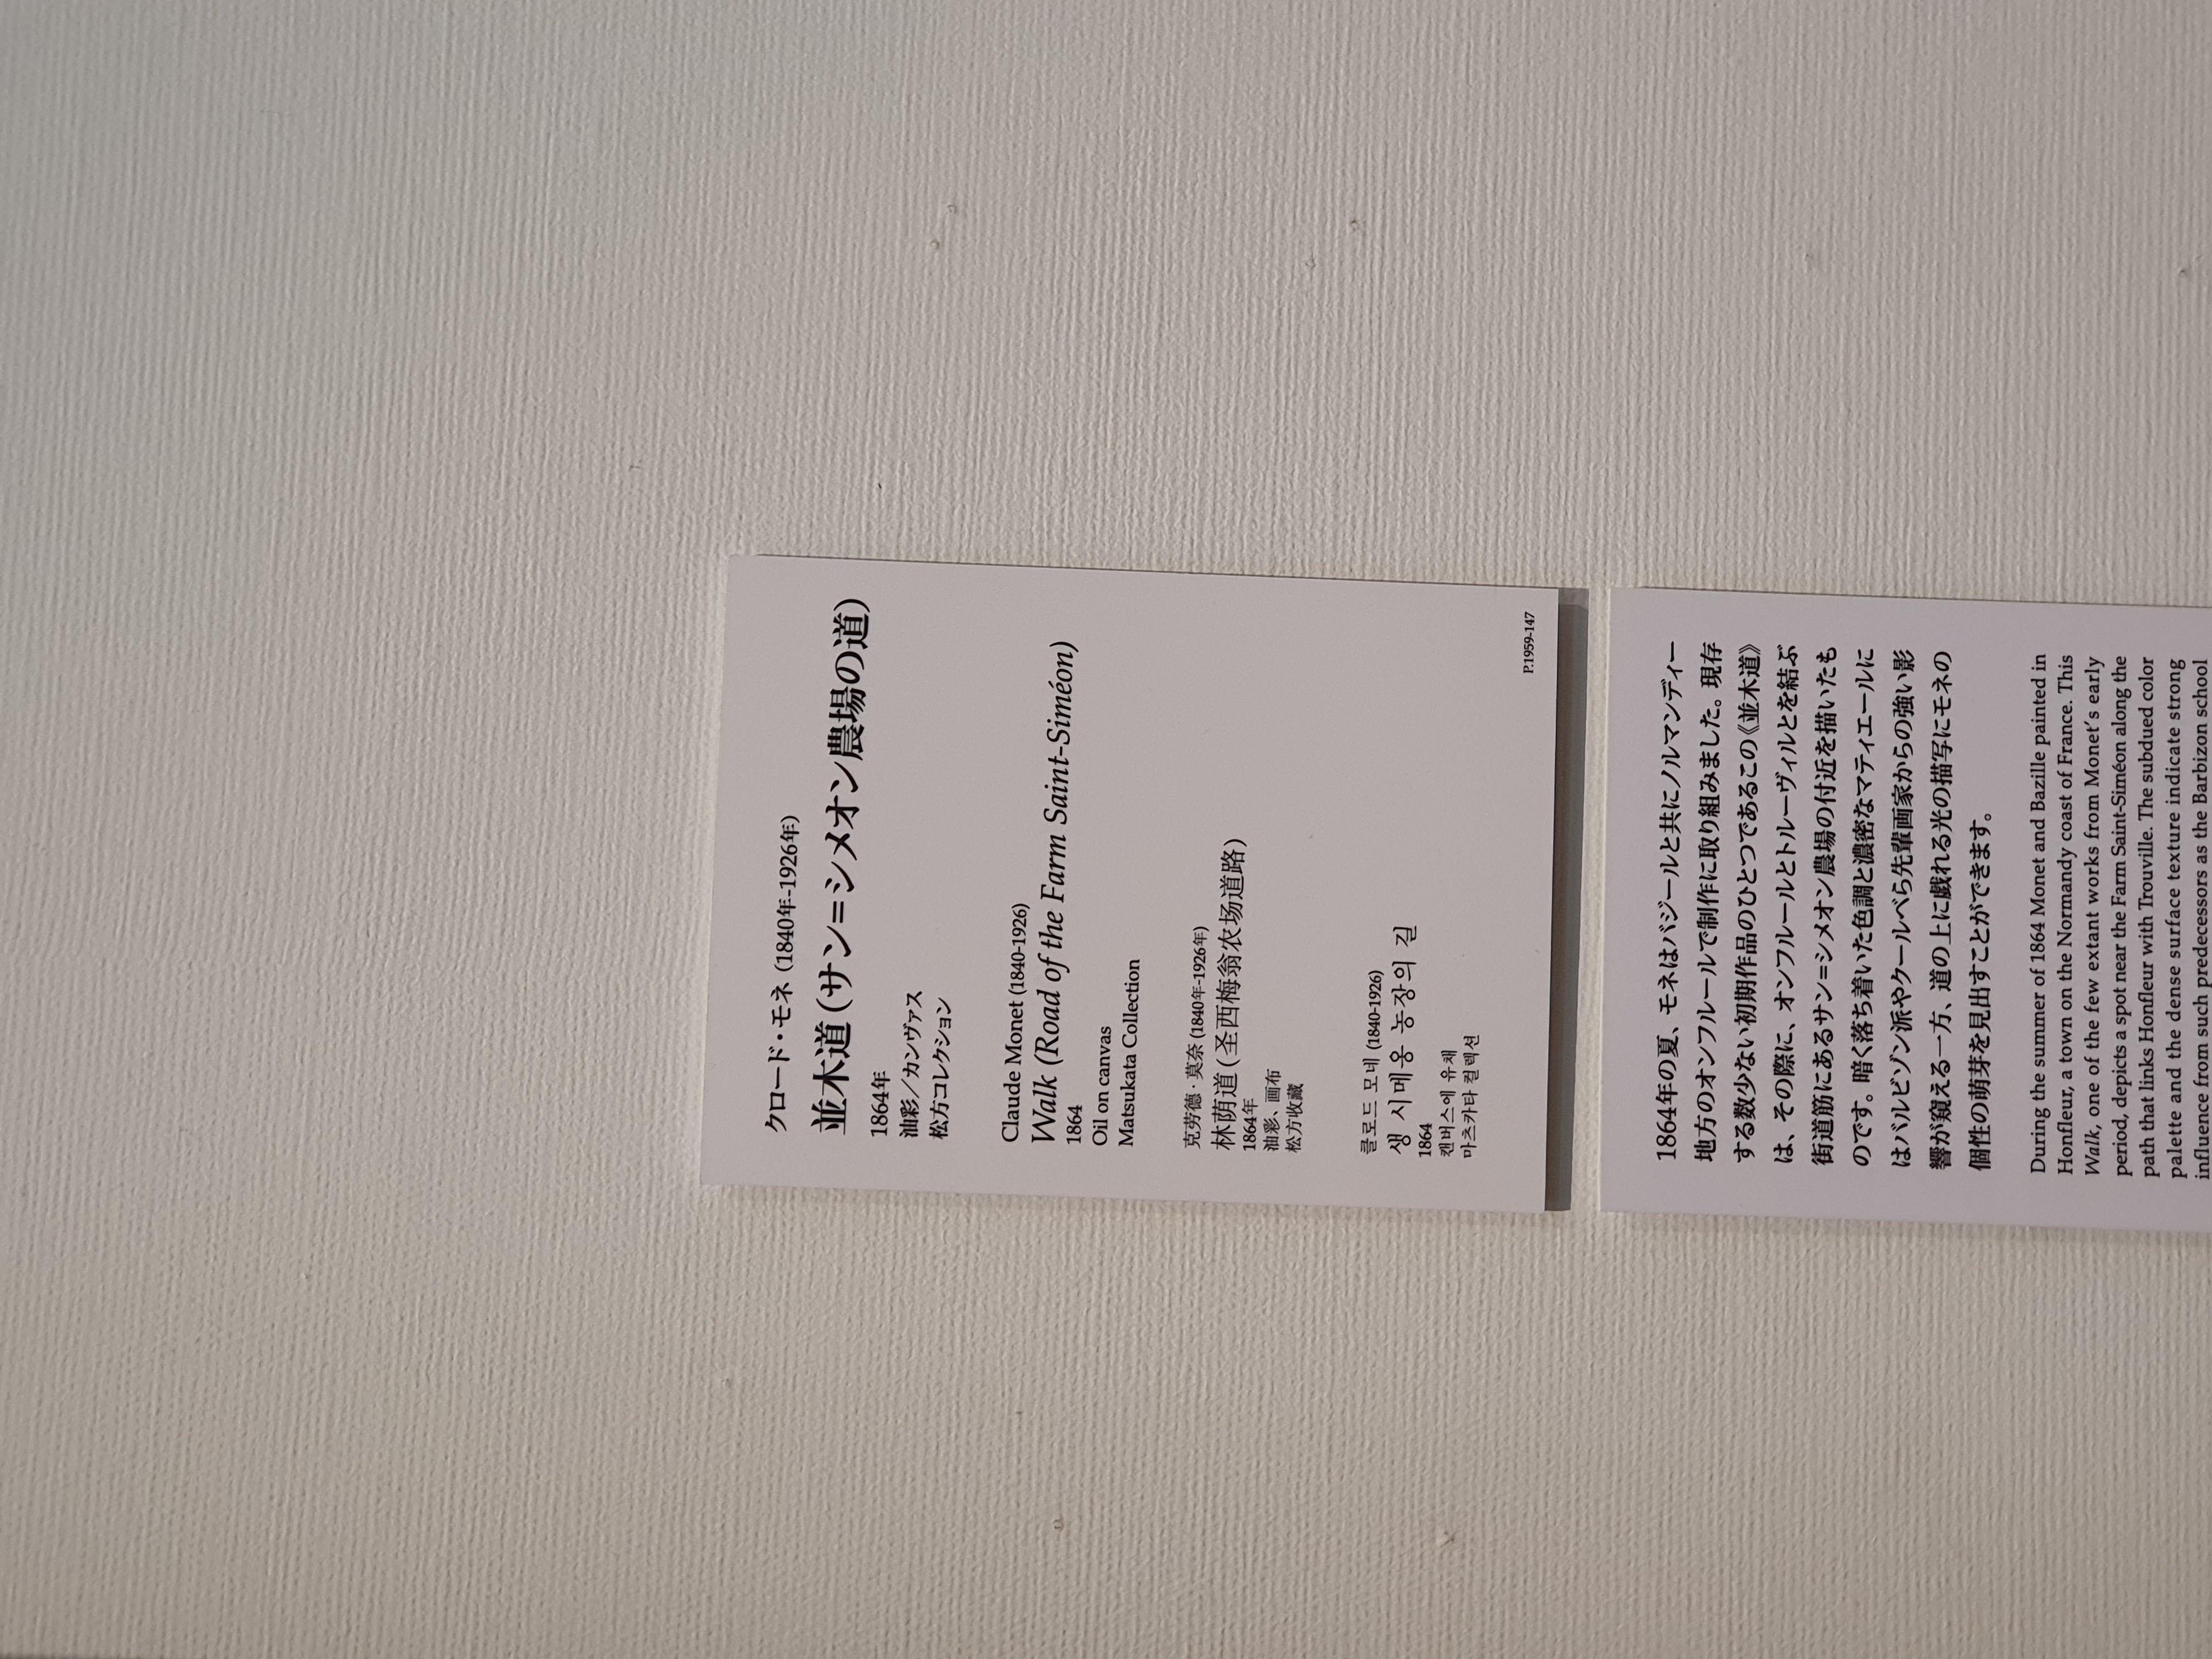 クロード・モネ（1840年-1926年）
並木道（サン=シメオン農場の道）
1864年
油彩／カンヴァス
松方コレクション
Claude Monet (1840-1926)
Walk (Road of the Farm Saint-Siméon)
1864
Oil on canvas
Matsukata Collection
克劳德·莫奈 (1840年-1926年)
林荫道（圣西梅翁农场道路）
1864年
油彩、画布
松方收藏
클로드 모네 (1840-1926)
생 시메옹 농장의 길
1864
캔버스에 유채
마츠카타 컬렉션
P.1959-147
1864年の夏、モネはバジールと共にノルマンディー
地方のオンフルールで制作に取り組みました。現存
する数少ない初期作品のひとつであるこの《並木道》
は、その際に、オンフルールとトルーヴィルとを結ぶ
街道筋にあるサン=シメオン農場の付近を描いたも
のです。暗く落ち着いた色調と濃密なマティエールに
はバルビゾン派やクールベら先輩画家からの強い影
響が窺える一方、道の上に戯れる光の描写にモネの
個性の萌芽を見出すことができます。
During the summer of 1864 Monet and Bazille painted in
Honfleur, a town on the Normandy coast of France. This
Walk, one of the few extant works from Monet's early
period, depicts a spot near the Farm Saint-Siméon along the
path that links Honfleur with Trouville. The subdued color
palette and the dense surface texture indicate strong
influence from such predecessors as the Barbizon school